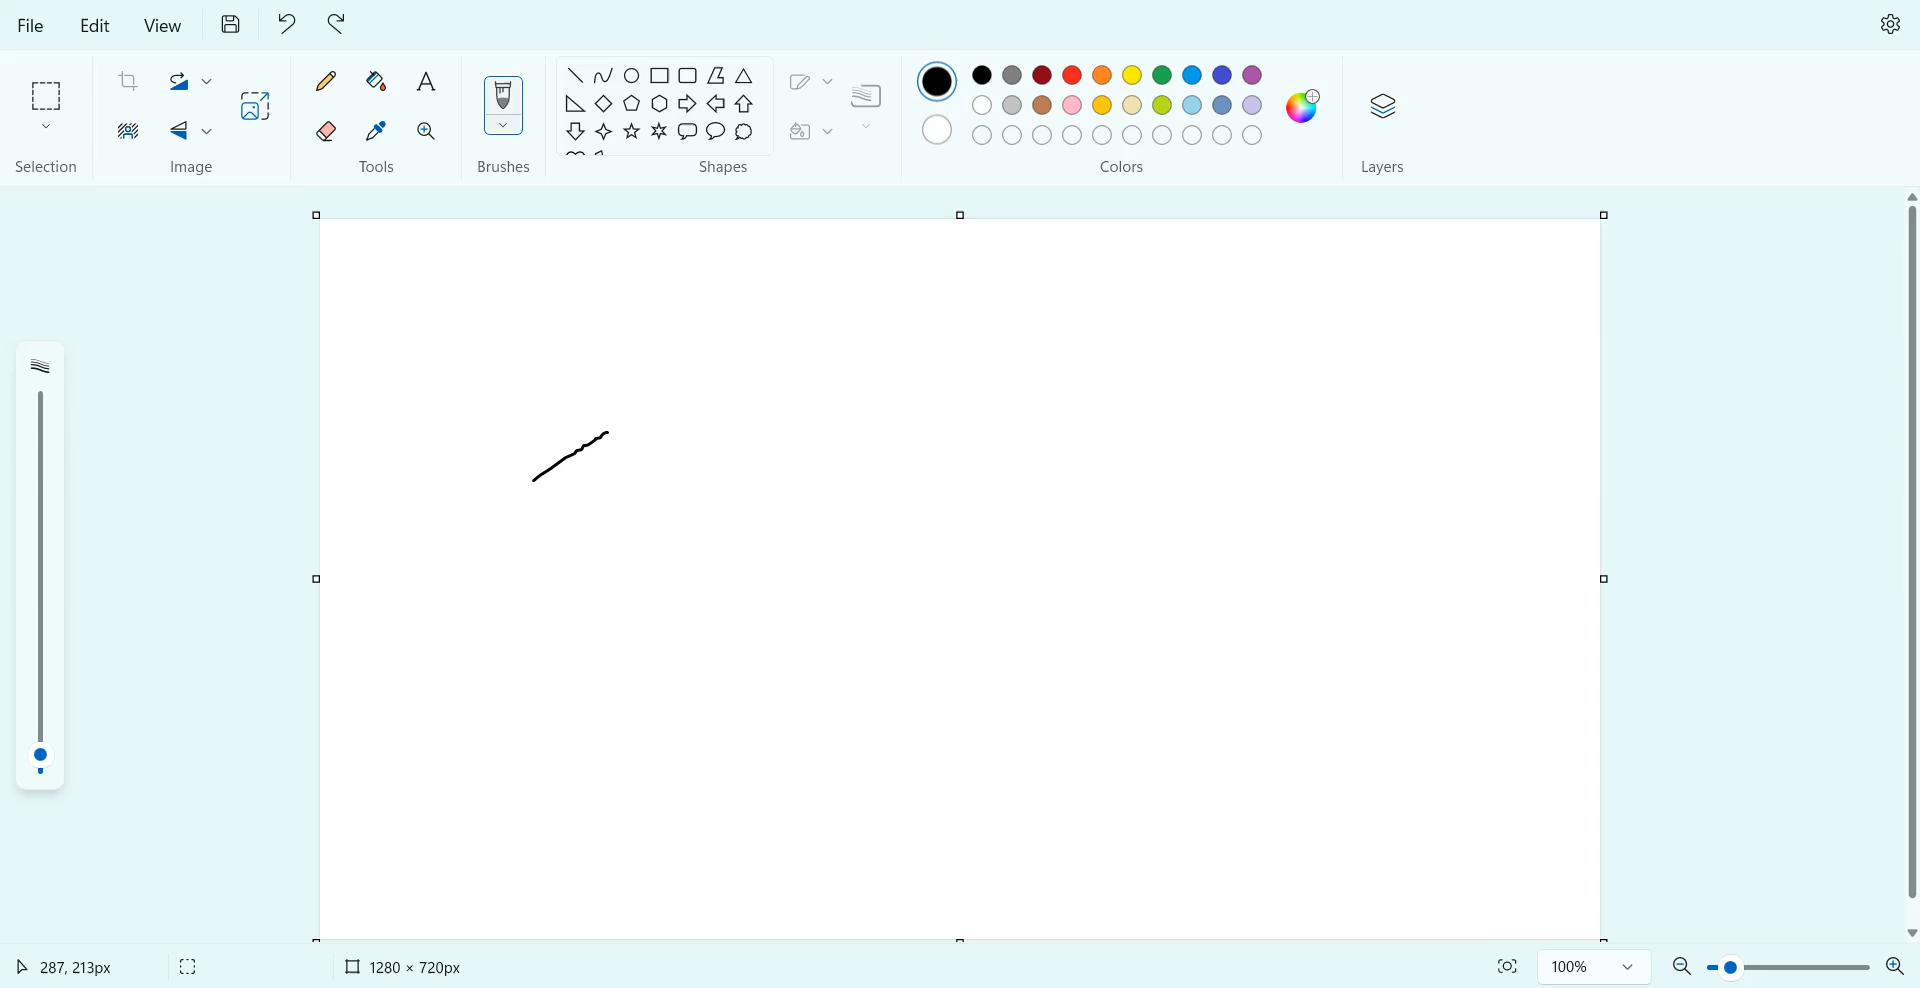 File Edit View
Selection Image Tools Brushes Shapes Colors Layers
287, 213px 1280 × 720px 100%